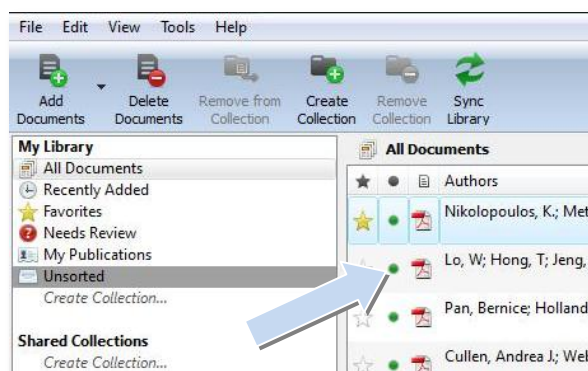 File Edit View Tools Help
Add Documents
Delete Documents
Remove from Collection
Create Collection
Remove Collection
Sync Library
My Library
All Documents
Recently Added
Favorites
Needs Review
My Publications
Unsorted
Create Collection...
Shared Collections
Create Collection...
All Documents
Authors
Nikolopoulos, K.; Met
Lo, W; Hong, T; Jeng,
Pan, Bernice; Holland
Cullen, Andrea J.; Wel